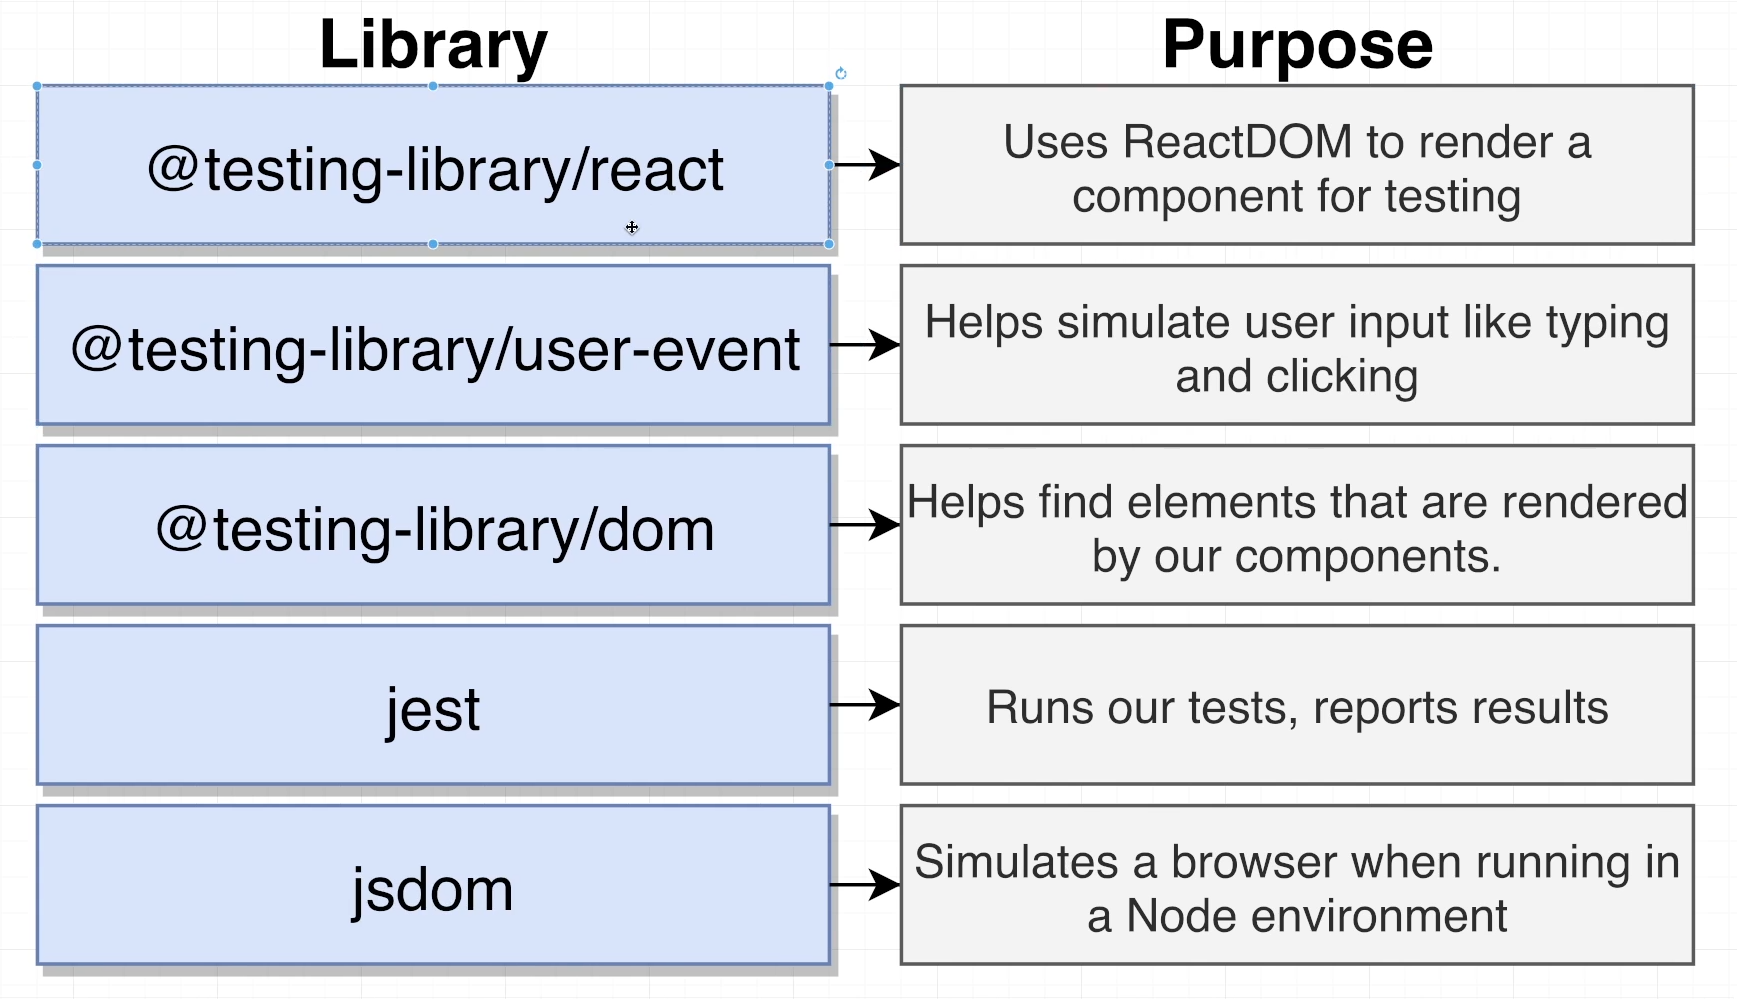 Library
Purpose
@testing-library/react
Uses ReactDOM to render a
component for testing
@testing-library/user-event
Helps simulate user input like typing
and clicking
@testing-library/dom
Helps find elements that are rendered
by our components.
jest
Runs our tests, reports results
jsdom
Simulates a browser when running in
a Node environment